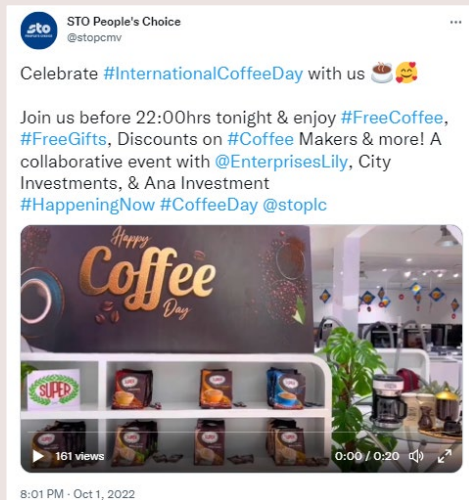 sto
PEOPLE'S CHOICE
STO People's Choice
@stopcmv
Celebrate #InternationalCoffeeDay with us ☕🥰
Join us before 22:00hrs tonight & enjoy #FreeCoffee,
#FreeGifts, Discounts on #Coffee Makers & more! A
collaborative event with @EnterprisesLily, City
Investments, & Ana Investment
#HappeningNow #CoffeeDay @stoplc
Happy
Coffee
Day
SUPER
161 views
0:00 / 0:20
8:01 PM · Oct 1, 2022